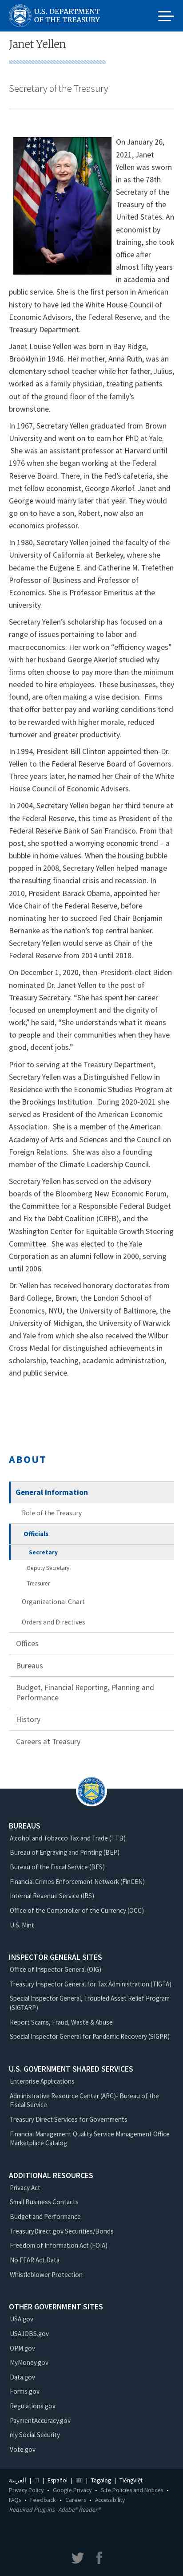 U.S. DEPARTMENT
OF THE TREASURY
Janet Yellen
Secretary of the Treasury
On January 26,
2021, Janet
Yellen was sworn
in as the 78th
Secretary of the
Treasury of the
United States. An
economist by
training, she took
office after
almost fifty years
in academia and
public service. She is the first person in American
history to have led the White House Council of
Economic Advisors, the Federal Reserve, and the
Treasury Department.
Janet Louise Yellen was born in Bay Ridge,
Brooklyn in 1946. Her mother, Anna Ruth, was an
elementary school teacher while her father, Julius,
worked as a family physician, treating patients
out of the ground floor of the family's
brownstone.
In 1967, Secretary Yellen graduated from Brown
University and went on to earn her PhD at Yale.
She was an assistant professor at Harvard until
1976 when she began working at the Federal
Reserve Board. There, in the Fed's cafeteria, she
met fellow economist, George Akerlof. Janet and
George would marry later that year. They would
go on to have a son, Robert, now also an
economics professor.
In 1980, Secretary Yellen joined the faculty of the
University of California at Berkeley, where she
became the Eugene E. and Catherine M. Trefethen
Professor of Business and Professor of
Economics. She is Professor Emeritus at the
University.
Secretary Yellen's scholarship has focused on a
range of issues pertaining to labor and
macroeconomics. Her work on "efficiency wages"
with her husband George Akerlof studied why
firms often choose to pay more than the minimum
needed to hire employees. These businesses, they
found, are often making a wise decision. Firms
that offer better pay and working conditions tend
to be rewarded with higher morale, reduced
turnover and greater productivity.
In 1994, President Bill Clinton appointed then-Dr.
Yellen to the Federal Reserve Board of Governors.
Three years later, he named her Chair of the White
House Council of Economic Advisers.
In 2004, Secretary Yellen began her third tenure at
the Federal Reserve, this time as President of the
Federal Reserve Bank of San Francisco. From that
post, she spotted a worrying economic trend – a
bubble in home values. When the housing bubble
popped in 2008, Secretary Yellen helped manage
the resulting financial crisis and recession. In
2010, President Barack Obama, appointed her
Vice Chair of the Federal Reserve, before
nominating her to succeed Fed Chair Benjamin
Bernanke as the nation's top central banker.
Secretary Yellen would serve as Chair of the
Federal Reserve from 2014 until 2018.
On December 1, 2020, then-President-elect Biden
nominated Dr. Janet Yellen to the post of
Treasury Secretary. "She has spent her career
focused on unemployment and the dignity of
work," he said, "She understands what it means
to people and their communities when they have
good, decent jobs."
Prior to serving at the Treasury Department,
Secretary Yellen was a Distinguished Fellow in
Residence with the Economic Studies Program at
the Brookings Institution. During 2020-2021 she
served as President of the American Economic
Association. She is a member of the American
Academy of Arts and Sciences and the Council on
Foreign Relations. She was also a founding
member of the Climate Leadership Council.
Secretary Yellen has served on the advisory
boards of the Bloomberg New Economic Forum,
the Committee for a Responsible Federal Budget
and Fix the Debt Coalition (CRFB), and the
Washington Center for Equitable Growth Steering
Committee. She was elected to the Yale
Corporation as an alumni fellow in 2000, serving
until 2006.
Dr. Yellen has received honorary doctorates from
Bard College, Brown, the London School of
Economics, NYU, the University of Baltimore, the
University of Michigan, the University of Warwick
and Yale from which she also received the Wilbur
Cross Medal for distinguished achievements in
scholarship, teaching, academic administration,
and public service.
ABOUT
General Information
Role of the Treasury
Officials
Secretary
Deputy Secretary
Treasurer
Organizational Chart
Orders and Directives
Offices
Bureaus
Budget, Financial Reporting, Planning and
Performance
History
Careers at Treasury
BUREAUS
Alcohol and Tobacco Tax and Trade (TTB)
Bureau of Engraving and Printing (BEP)
Bureau of the Fiscal Service (BFS)
Financial Crimes Enforcement Network (FinCEN)
Internal Revenue Service (IRS)
Office of the Comptroller of the Currency (OCC)
U.S. Mint
INSPECTOR GENERAL SITES
Office of Inspector General (OIG)
Treasury Inspector General for Tax Administration (TIGTA)
Special Inspector General, Troubled Asset Relief Program
(SIGTARP)
Report Scams, Fraud, Waste & Abuse
Special Inspector General for Pandemic Recovery (SIGPR)
U.S. GOVERNMENT SHARED SERVICES
Enterprise Applications
Administrative Resource Center (ARC)- Bureau of the
Fiscal Service
Treasury Direct Services for Governments
Financial Management Quality Service Management Office
Marketplace Catalog
ADDITIONAL RESOURCES
Privacy Act
Small Business Contacts
Budget and Performance
TreasuryDirect.gov Securities/Bonds
Freedom of Information Act (FOIA)
No FEAR Act Data
Whistleblower Protection
OTHER GOVERNMENT SITES
USA.gov
USAJOBS.gov
OPM.gov
MyMoney.gov
Data.gov
Forms.gov
Regulations.gov
PaymentAccuracy.gov
my Social Security
Vote.gov
العربية | | Español | | Tagalog | TiếngViệt
Privacy Policy • Google Privacy • Site Policies and Notices •
FAQs • Feedback • Careers • Accessibility
Required Plug-ins Adobe® Reader®